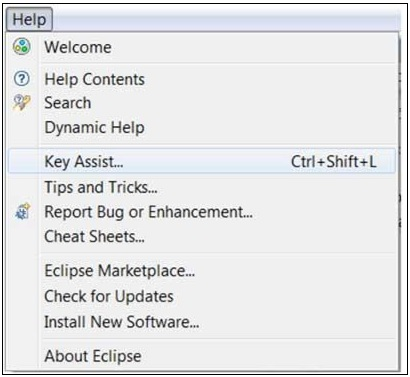 Help
Welcome
Help Contents
Search
Dynamic Help
Key Assist... Ctrl+Shift+L
Tips and Tricks...
Report Bug or Enhancement...
Cheat Sheets...
Eclipse Marketplace...
Check for Updates
Install New Software...
About Eclipse